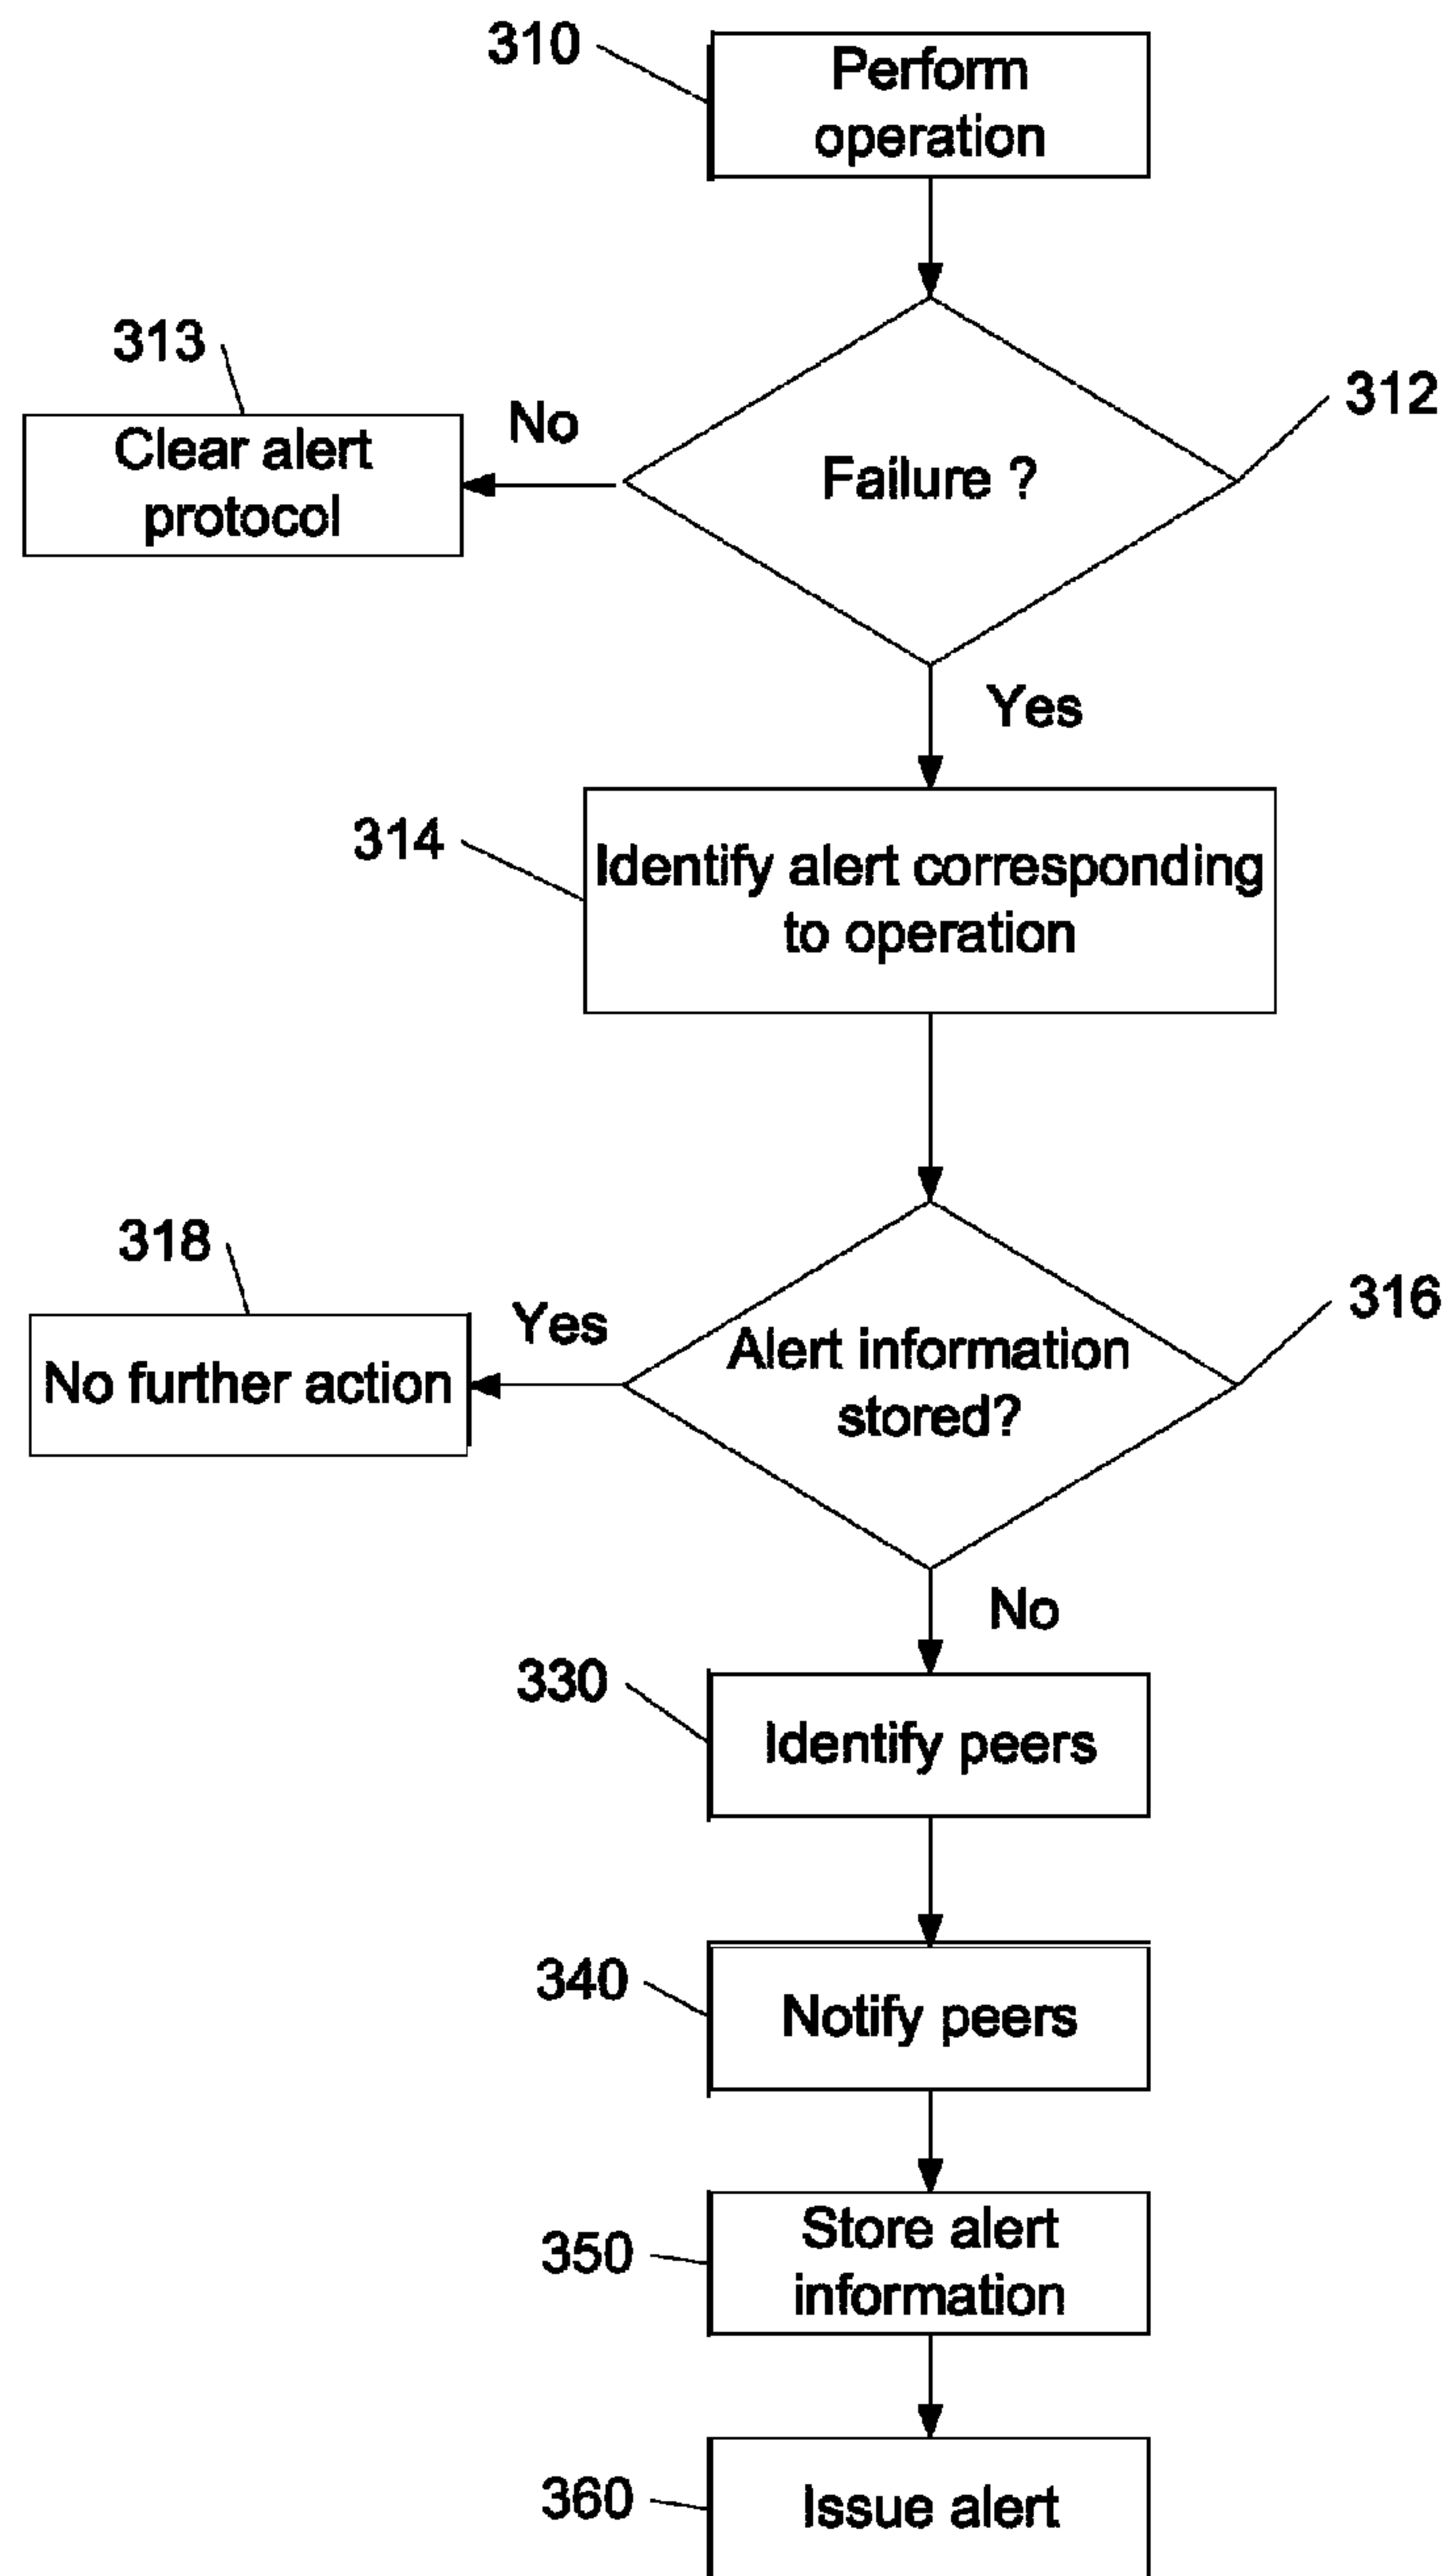 310
Perform
operation
313
312
No
Clear alert
protocol
Failure ?
Yes
314
Identify alert corresponding
to operation
318
316
Yes
No further action
Alert information
stored?
No
330
Identify peers
340
Notify peers
350
Store alert
information
360
Issue alert